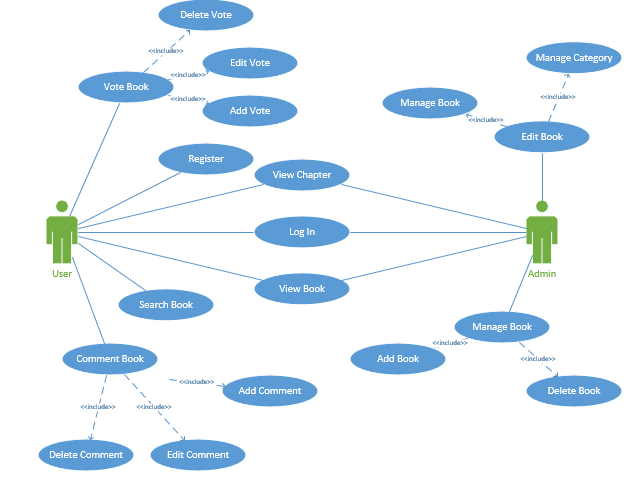 Delete Vote
<<include>>
Edit Vote
Manage Category
Vote Book
<<include>>
<<include>>
Manage Book
<<include>>
Add Vote
<<include>>
Edit Book
Register
View Chapter
Log In
User
Admin
View Book
Search Book
Manage Book
<<include>>
Comment Book
Add Book
<<include>>
<<include>>
Add Comment
Delete Book
<<include>>
<<include>>
Delete Comment
Edit Comment